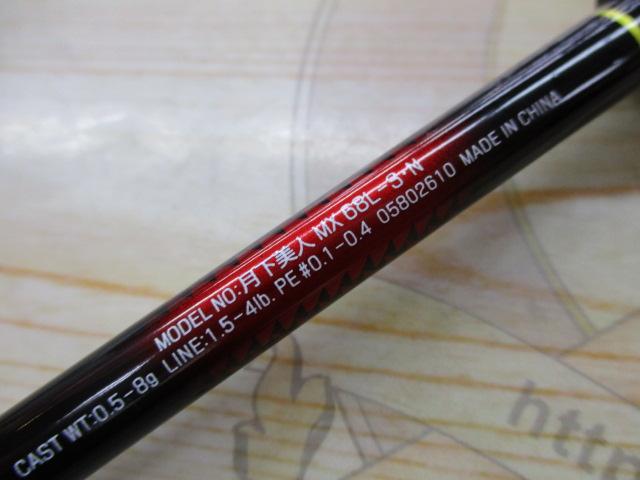 MODEL NO:月下美人 MX 68L-S・N
CAST WT:0.5-8g LINE:1.5-4lb. PE #0.1-0.4 05802610 MADE IN CHINA
http